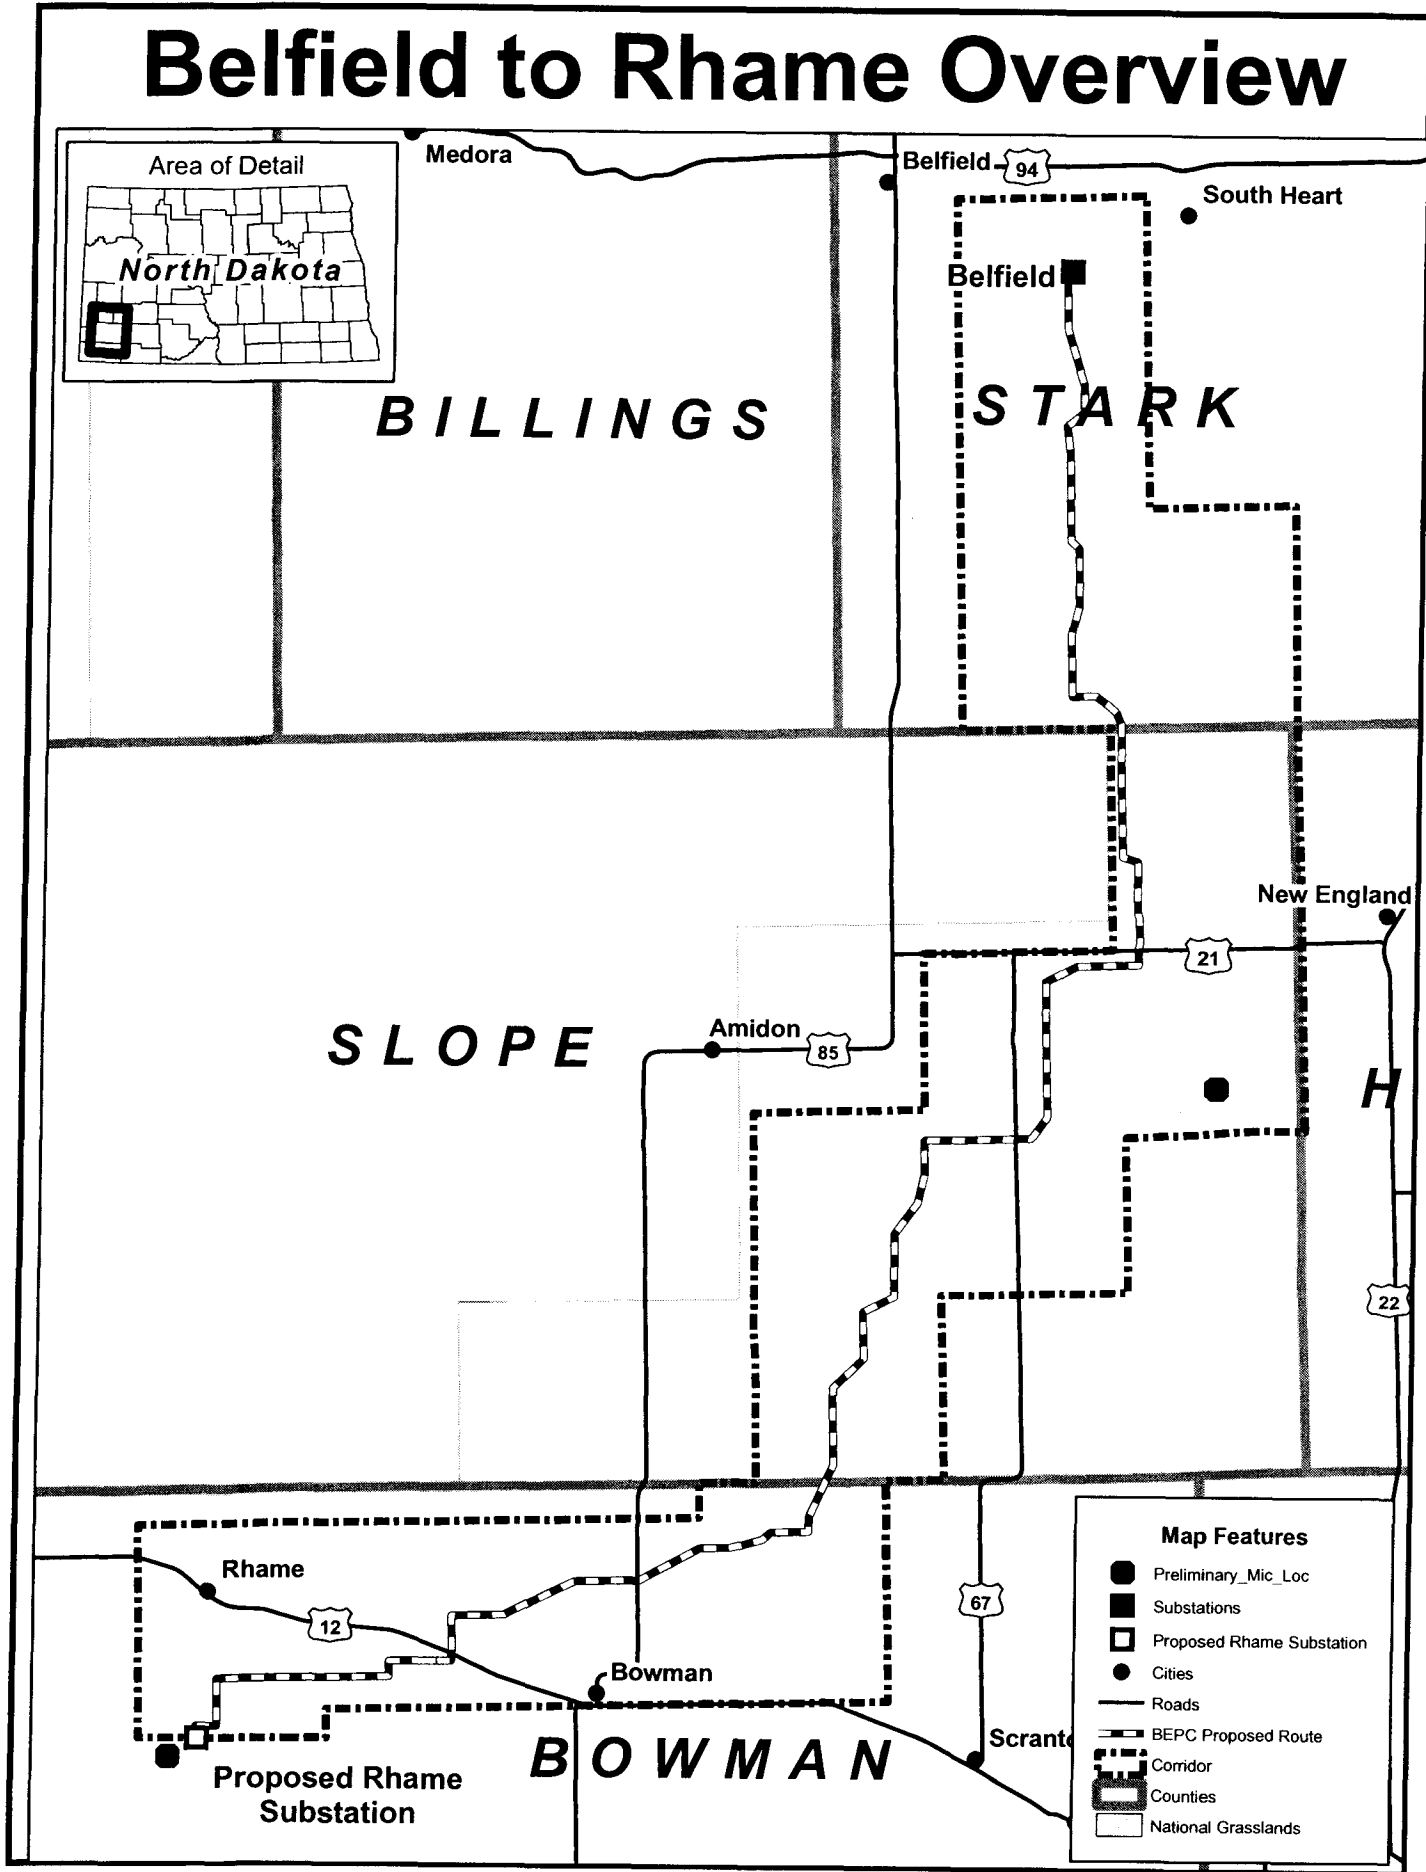 Belfield to Rhame Overview
Area of Detail
North Dakota
Medora
Belfield
94
South Heart
Belfield
BILLINGS
STARK
New England
21
SLOPE
Amidon
85
H
22
Rhame
12
67
Bowman
BOWMAN
Proposed Rhame
Substation
Map Features
Preliminary_Mic_Loc
Substations
Proposed Rhame Substation
Cities
Roads
BEPC Proposed Route
Corridor
Counties
National Grasslands